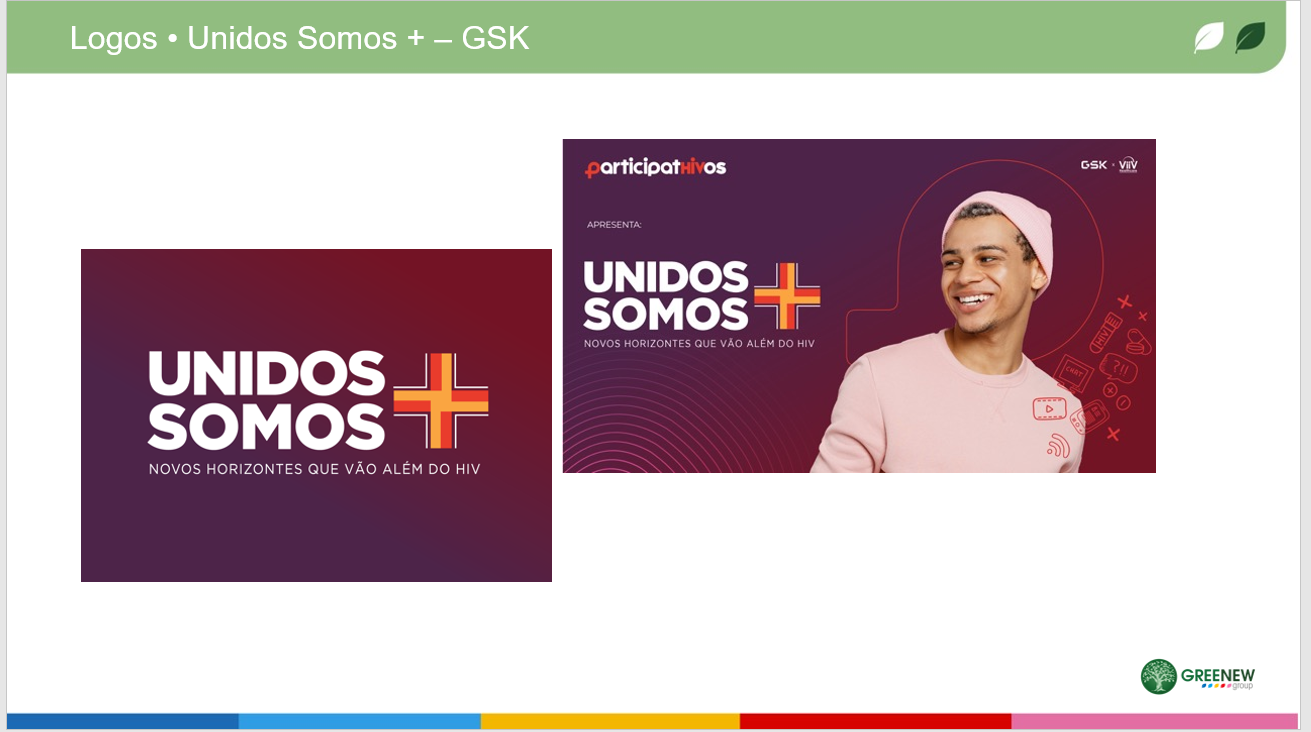 Logos • Unidos Somos + – GSK
UNIDOS
SOMOS+
NOVOS HORIZONTES QUE VÃO ALÉM DO HIV
participatHIVos
GSK
ViiV
APRESENTA:
UNIDOS
SOMOS+
NOVOS HORIZONTES QUE VÃO ALÉM DO HIV
HIV
?!!
CHAT
GREENEW
group